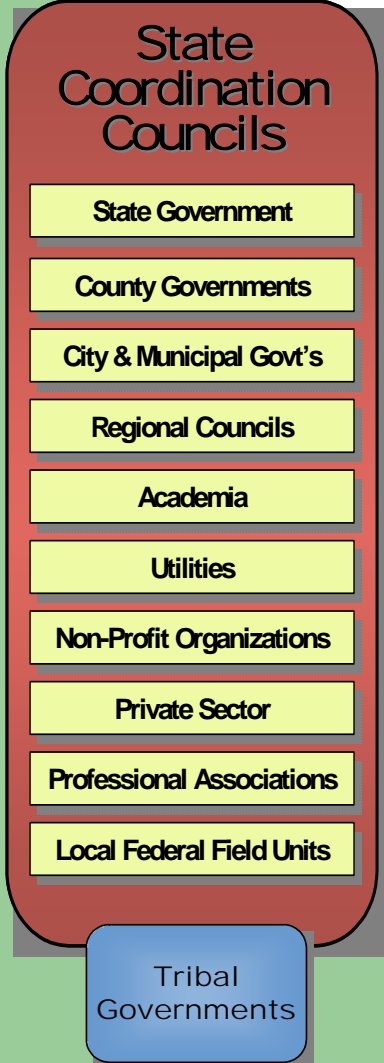 State
Coordination
Councils
State Government
County Governments
City & Municipal Govt's
Regional Councils
Academia
Utilities
Non-Profit Organizations
Private Sector
Professional Associations
Local Federal Field Units
Tribal
Governments